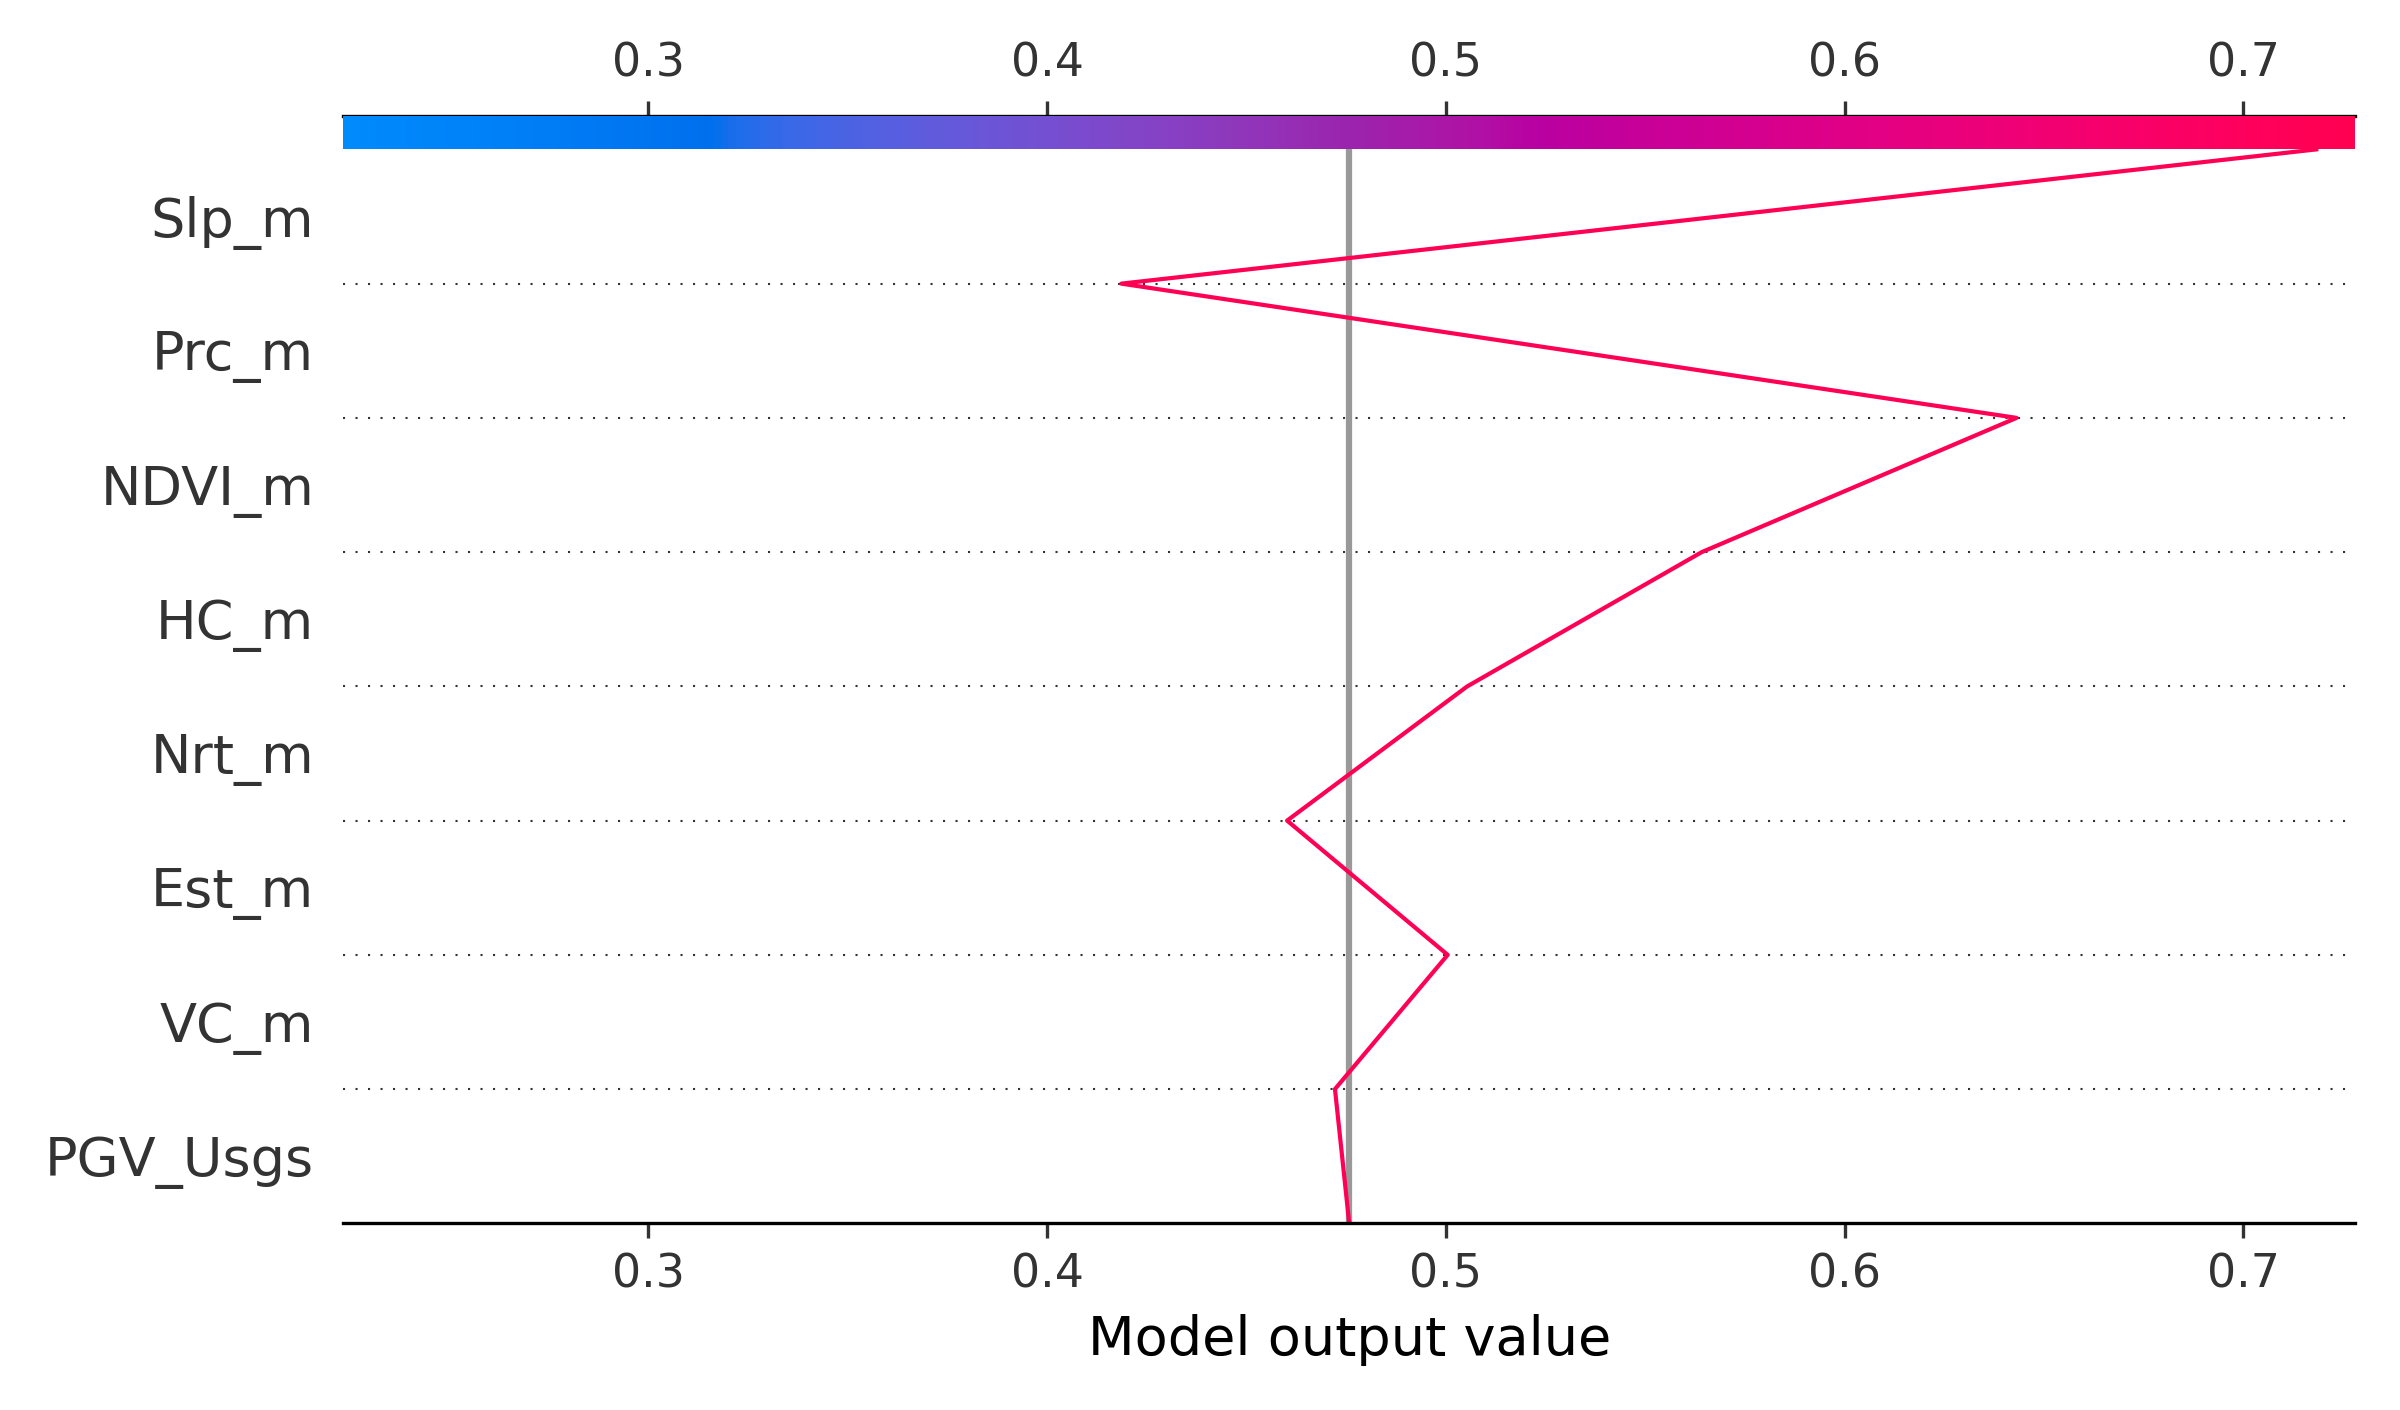 0.3 0.4 0.5 0.6 0.7
Slp_m
Prc_m
NDVI_m
HC_m
Nrt_m
Est_m
VC_m
PGV_Usgs
0.3 0.4 0.5 0.6 0.7
Model output value